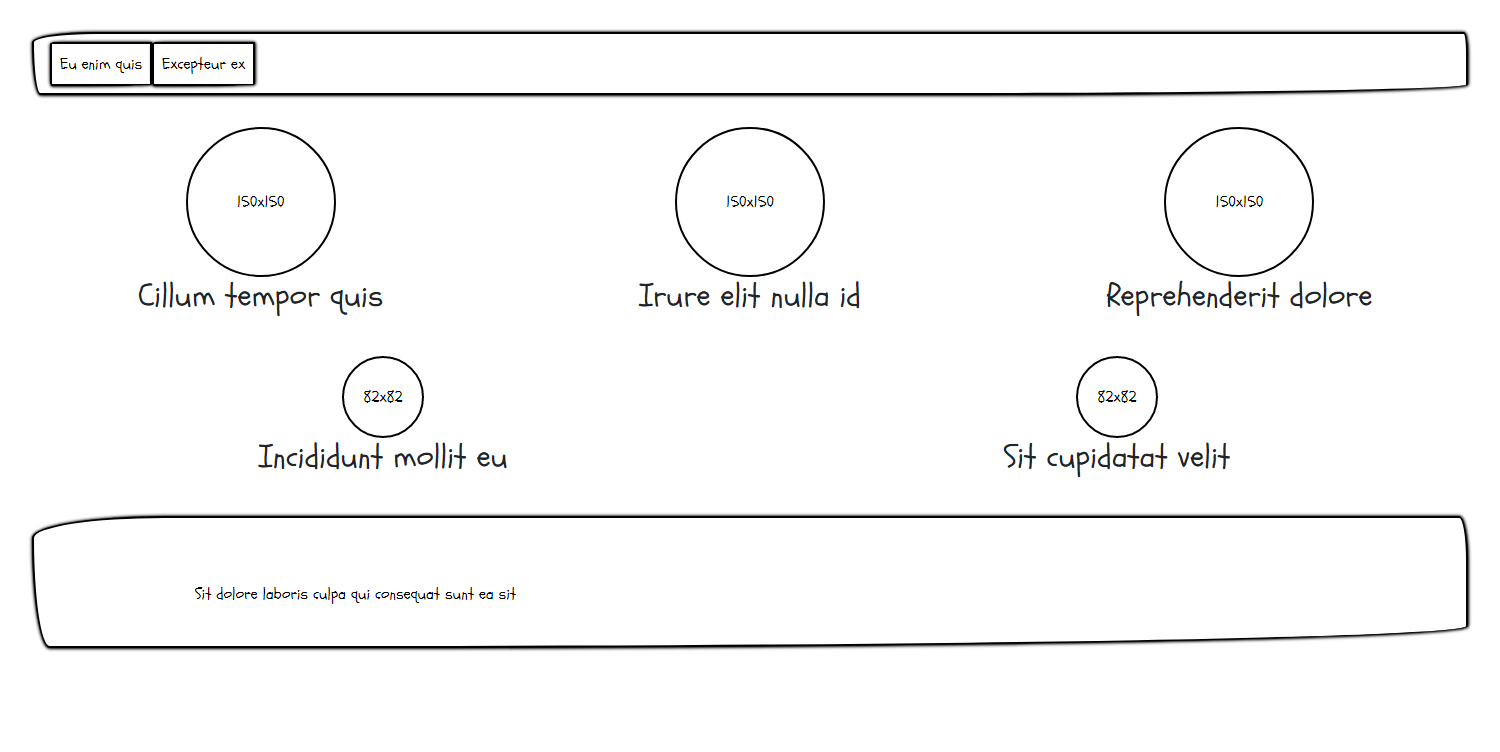 Eu enim quis Excepteur ex
150x150 150x150 150x150
Cillum tempor quis Irure elit nulla id Reprehenderit dolore
82x82 82x82
Incididunt mollit eu Sit cupidatat velit
Sit dolore laboris culpa qui consequat sunt ea sit